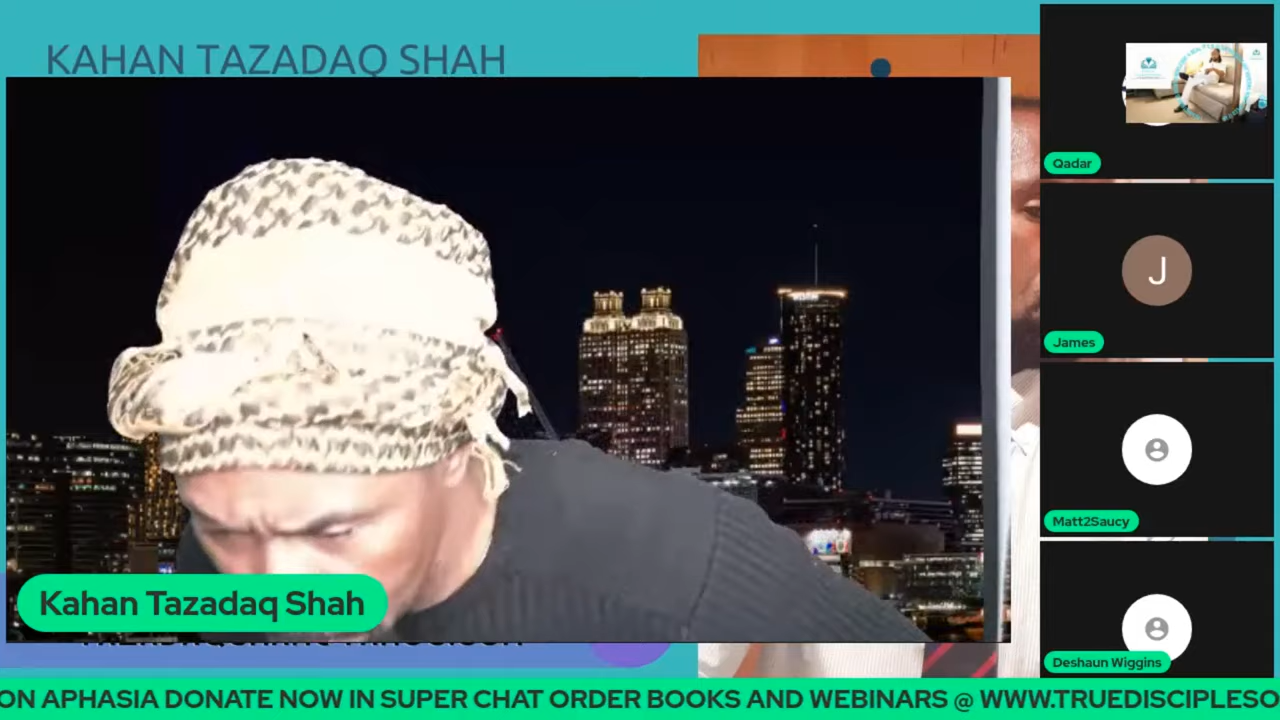 KAHAN TAZADAQ SHAH
Qadar
J
James
Matt2Saucy
Deshaun Wiggins
Kahan Tazadaq Shah
ON APHASIA DONATE NOW IN SUPER CHAT ORDER BOOKS AND WEBINARS @ WWW.TRUEDISCIPLESO